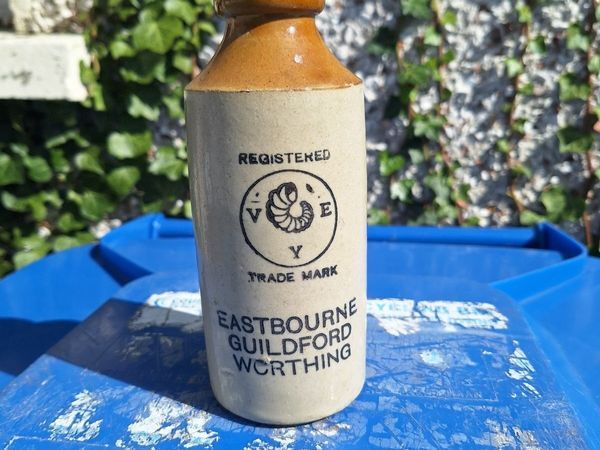 REGISTERED
V E
Y
TRADE MARK
EASTBOURNE
GUILDFORD
WORTHING